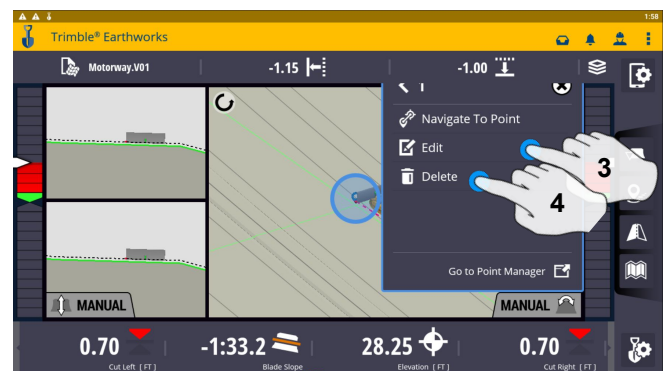 1:58
Trimble® Earthworks
Motorway.V01 -1.15 -1.00
1
Navigate To Point
Edit
3
Delete
4
Go to Point Manager
MANUAL MANUAL
0.70 -1:33.2 28.25 0.70
Cut Left [ FT ] Blade Slope Elevation [ FT ] Cut Right [ FT ]